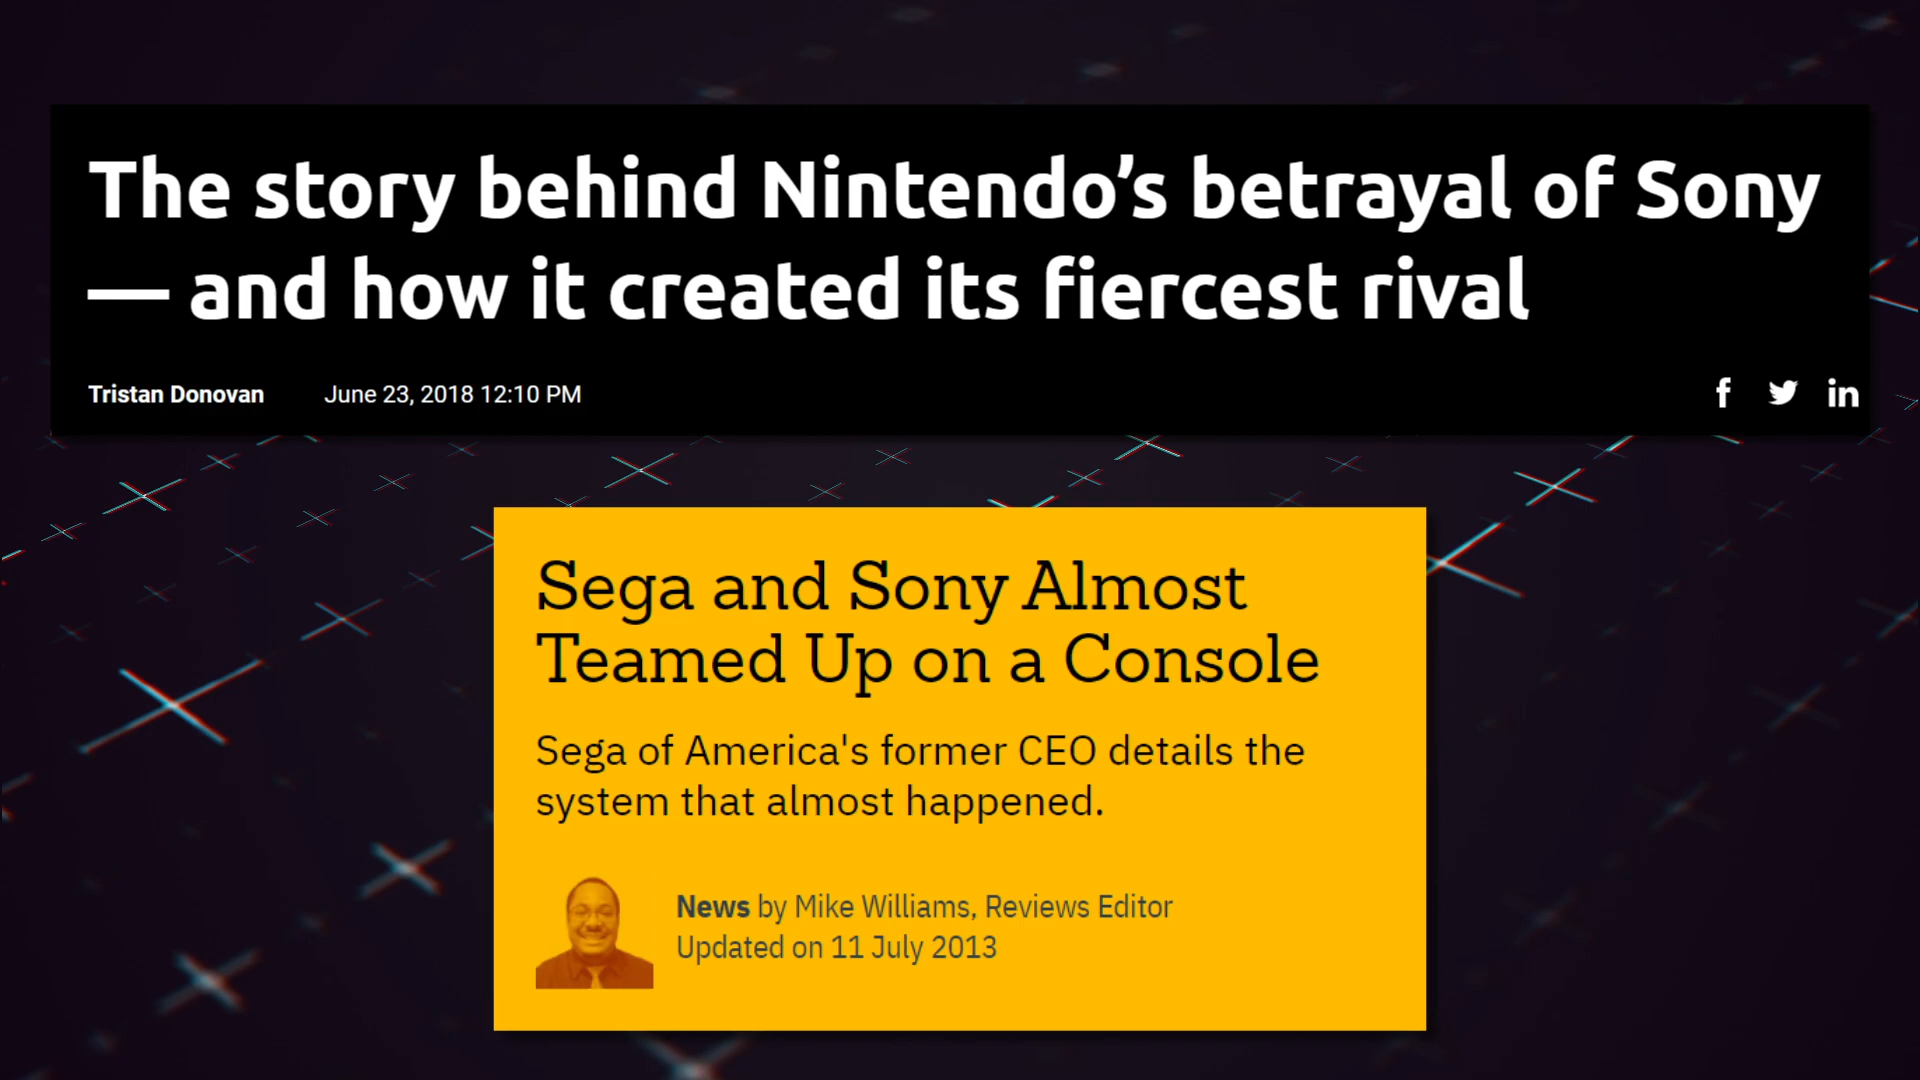 The story behind Nintendo’s betrayal of Sony
— and how it created its fiercest rival
Tristan Donovan June 23, 2018 12:10 PM
Sega and Sony Almost
Teamed Up on a Console
Sega of America's former CEO details the
system that almost happened.
News by Mike Williams, Reviews Editor
Updated on 11 July 2013